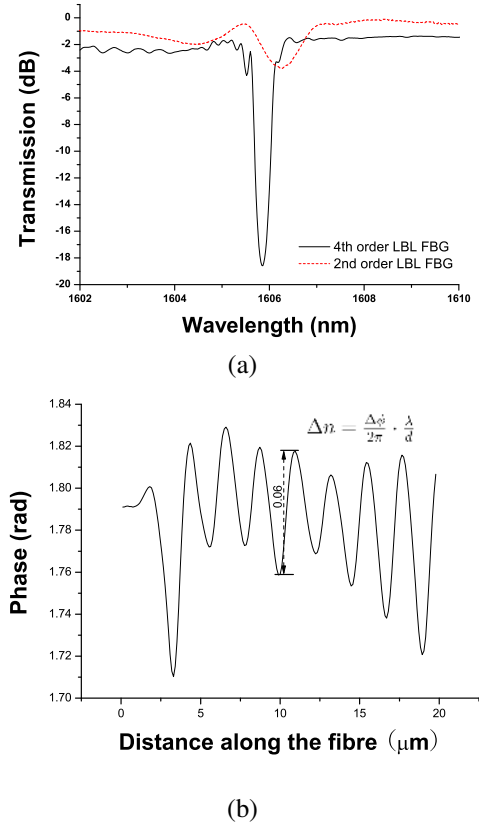 0
-2
-4
-6
-8
-10
-12
-14
-16
-18
-20
Transmission (dB)
4th order LBL FBG
2nd order LBL FBG
1602 1604 1606 1608 1610
Wavelength (nm)
(a)
1.84
1.82
1.80
1.78
1.76
1.74
1.72
1.70
Phase (rad)
Δn = Δφ/2π · λ/d
0.06
0 5 10 15 20
Distance along the fibre (μm)
(b)